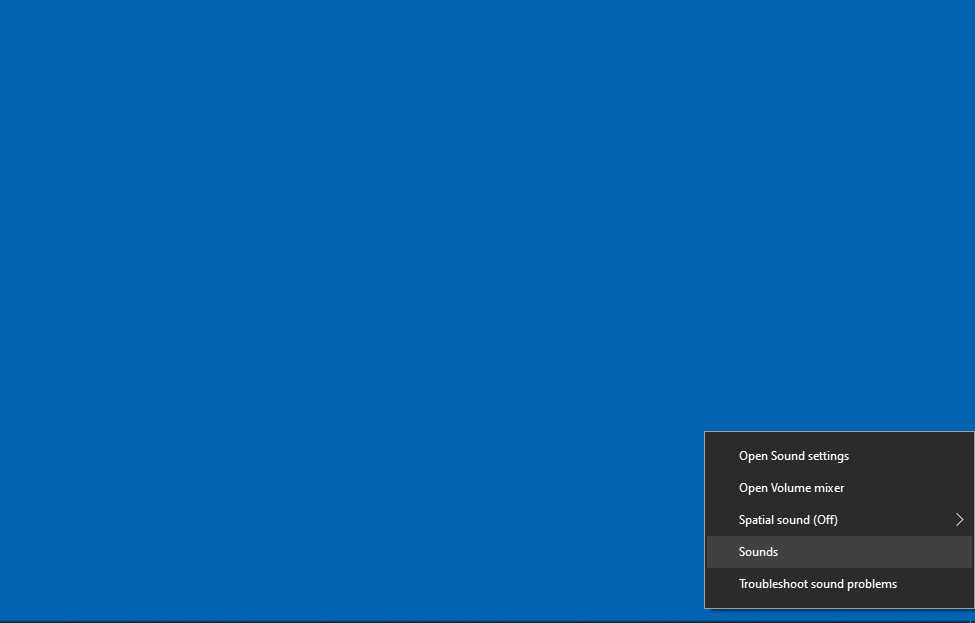 Open Sound settings
Open Volume mixer
Spatial sound (Off)
Sounds
Troubleshoot sound problems